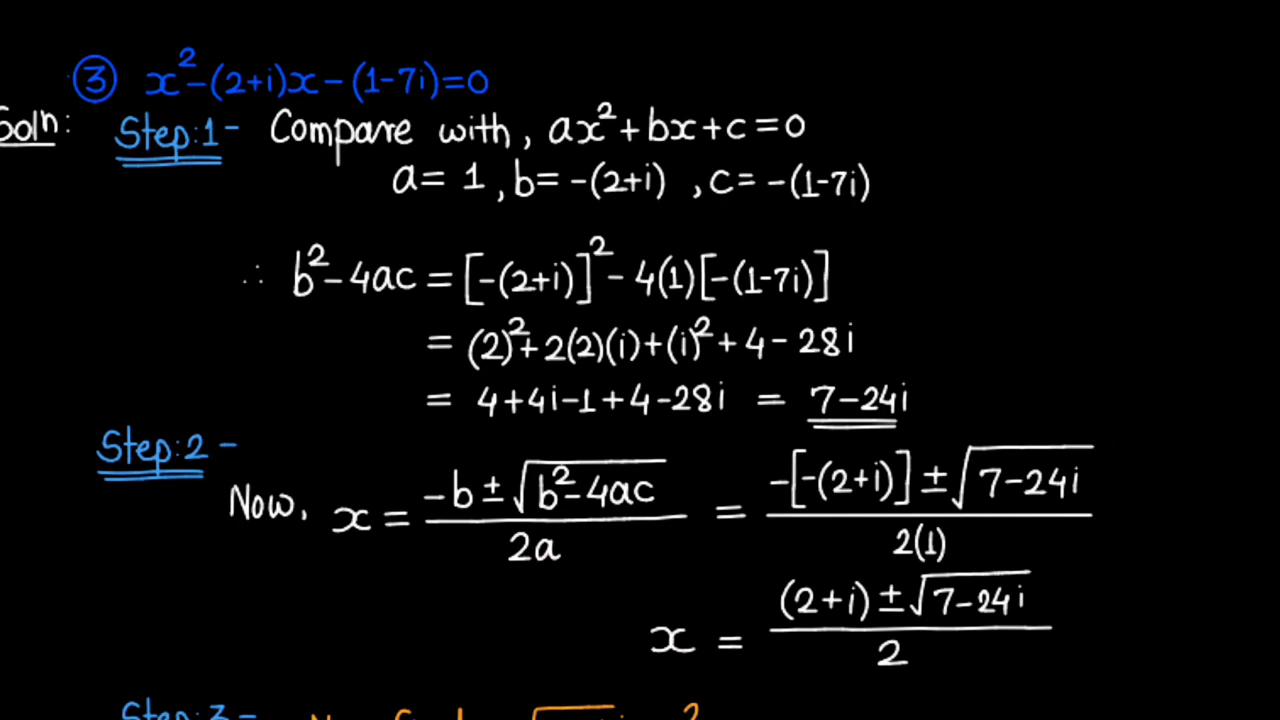 ③ x²-(2+i)x-(1-7i)=0
Soln: Step:1- Compare with, ax²+bx+c=0
a= 1, b= -(2+i) , c= -(1-7i)
∴ b²-4ac = [-(2+i)]² - 4(1)[-(1-7i)]
= (2)²+2(2)(i)+(i)²+4-28i
= 4+4i-1+4-28i = 7-24i
Step:2 -
Now, x = (-b±√(b²-4ac))/2a = (-[-(2+i)]±√(7-24i))/2(1)
x = ((2+i)±√(7-24i))/2
Step:3-